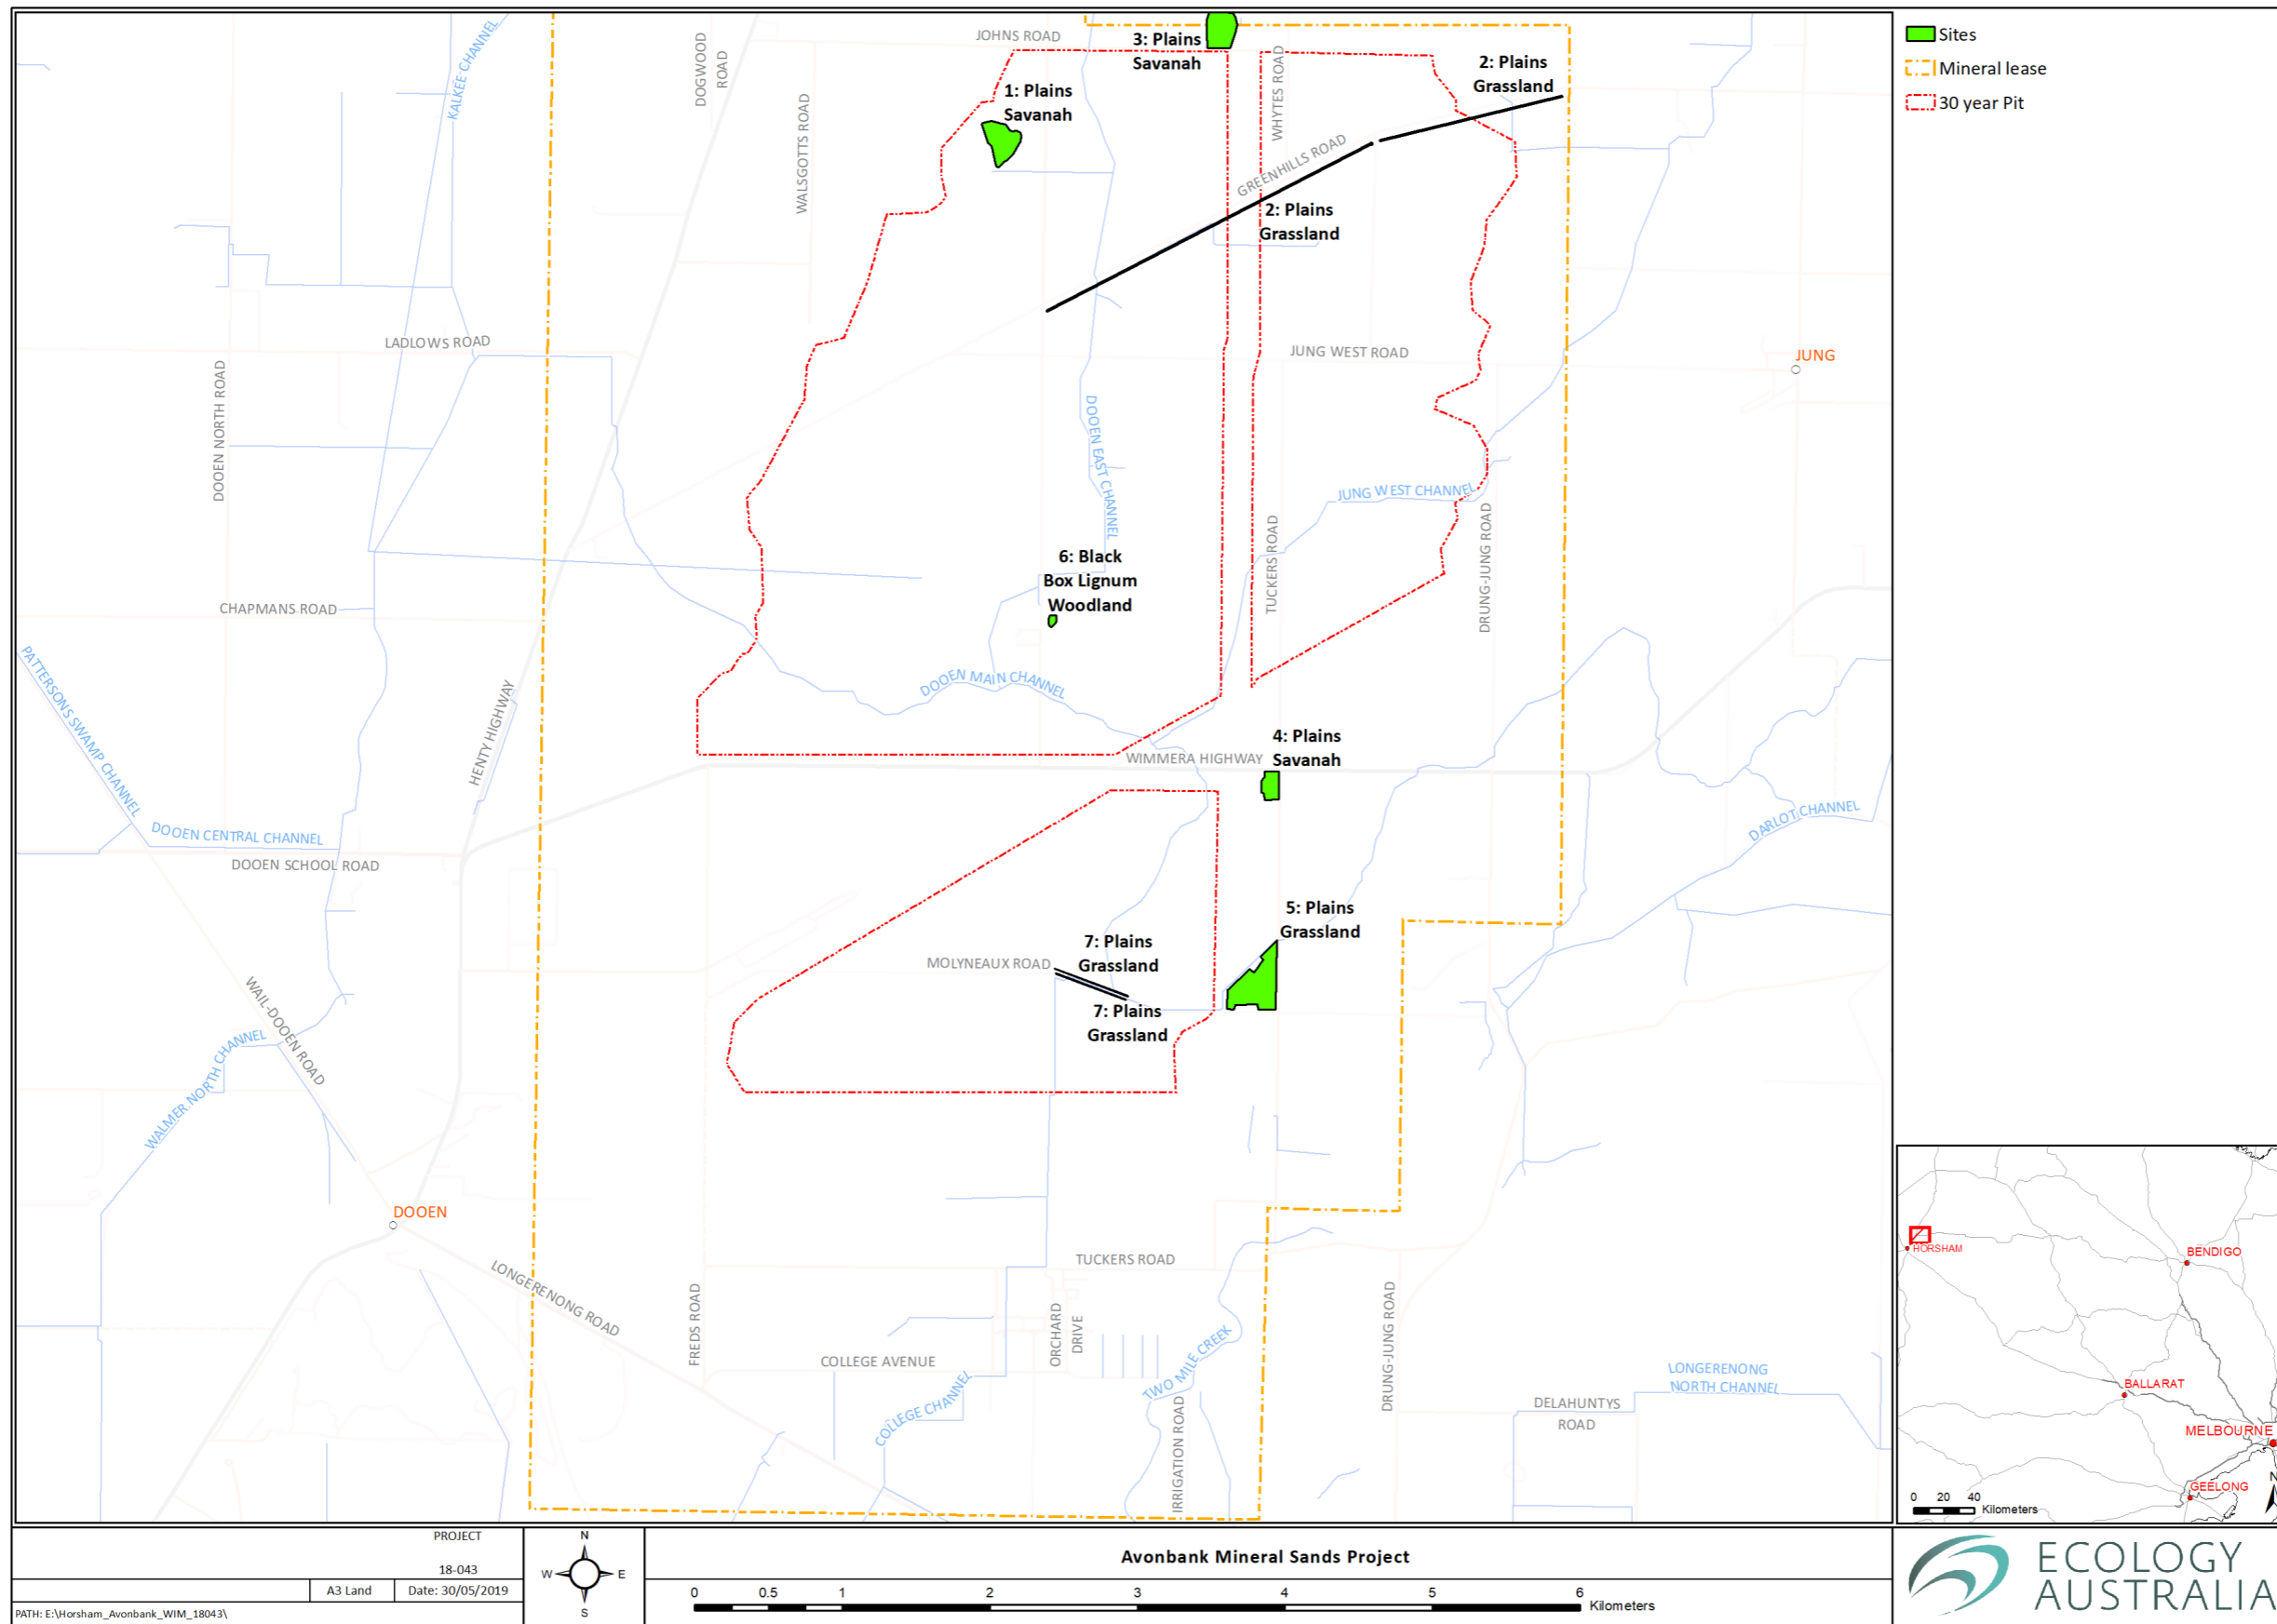 JOHNS ROAD
3: Plains
Savanah
KALKEE CHANNEL
DOGWOOD
ROAD
WALSGOTTS ROAD
1: Plains
Savanah
WHYTES ROAD
2: Plains
Grassland
GREENHILLS ROAD
2: Plains
Grassland
LADLOWS ROAD
JUNG WEST ROAD
JUNG
DOOEN NORTH ROAD
DOOEN EAST CHANNEL
JUNG WEST CHANNEL
TUCKERS ROAD
DRUNG-JUNG ROAD
6: Black
Box Lignum
Woodland
CHAPMANS ROAD
PATTERSONS SWAMP CHANNEL
HENTY HIGHWAY
DOOEN MAIN CHANNEL
4: Plains
Savanah
WIMMERA HIGHWAY
DARLOT CHANNEL
DOOEN CENTRAL CHANNEL
DOOEN SCHOOL ROAD
5: Plains
Grassland
7: Plains
Grassland
MOLYNEAUX ROAD
7: Plains
Grassland
WAIL-DOOEN ROAD
WALMER NORTH CHANNEL
DOOEN
LONGERENONG ROAD
TUCKERS ROAD
FREDS ROAD
ORCHARD
DRIVE
COLLEGE AVENUE
COLLEGE CHANNEL
TWO MILE CREEK
IRRIGATION ROAD
DRUNG-JUNG ROAD
LONGERENONG
NORTH CHANNEL
DELAHUNTYS
ROAD
Sites
Mineral lease
30 year Pit
HORSHAM
BENDIGO
BALLARAT
MELBOURNE
GEELONG
N
0 20 40
Kilometers
PROJECT
18-043
A3 Land
Date: 30/05/2019
PATH: E:\Horsham_Avonbank_WIM_18043\
N
W E
S
Avonbank Mineral Sands Project
0 0.5 1 2 3 4 5 6
Kilometers
ECOLOGY
AUSTRALIA